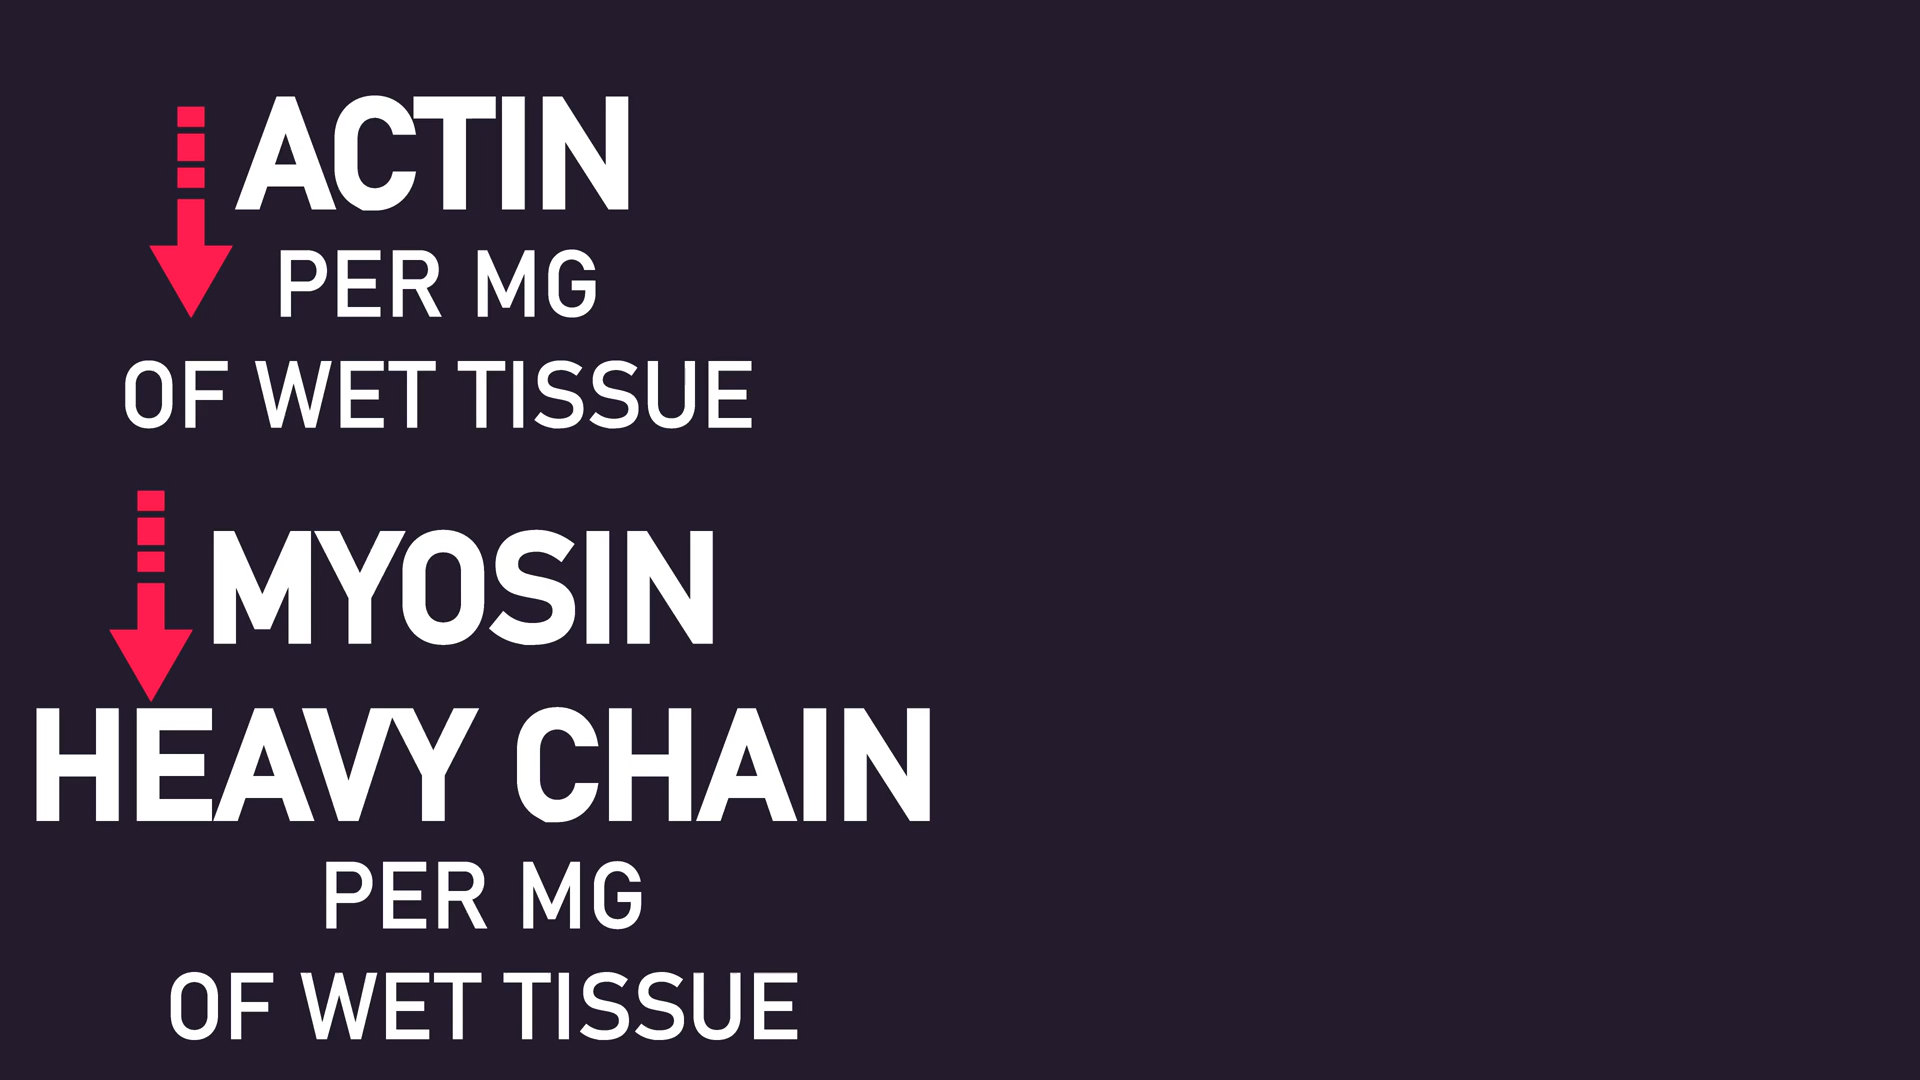 ACTIN
PER MG
OF WET TISSUE
MYOSIN
HEAVY CHAIN
PER MG
OF WET TISSUE